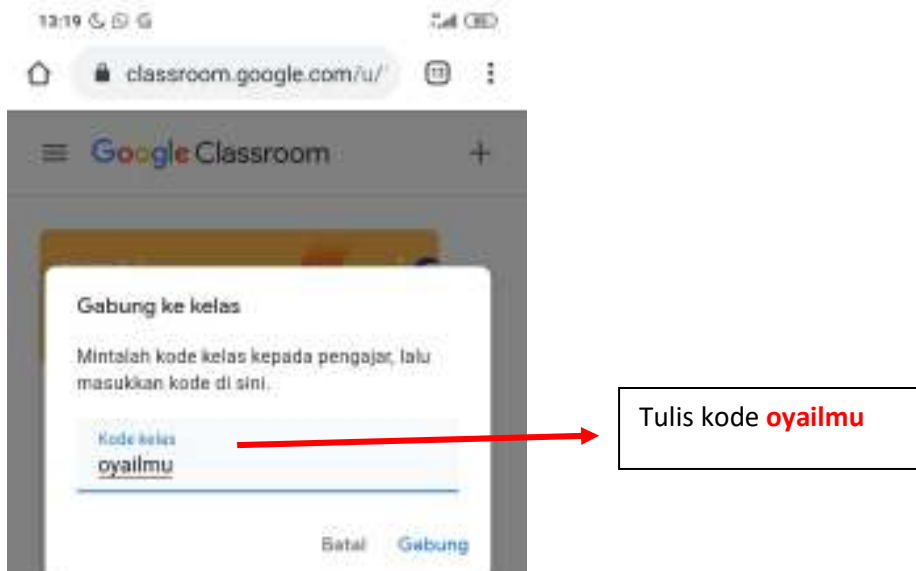 13:19
classroom.google.com/u/
13
Google Classroom
Gabung ke kelas
Mintalah kode kelas kepada pengajar, lalu
masukkan kode di sini.
Kode kelas
oyailmu
Batal Gabung
Tulis kode oyailmu